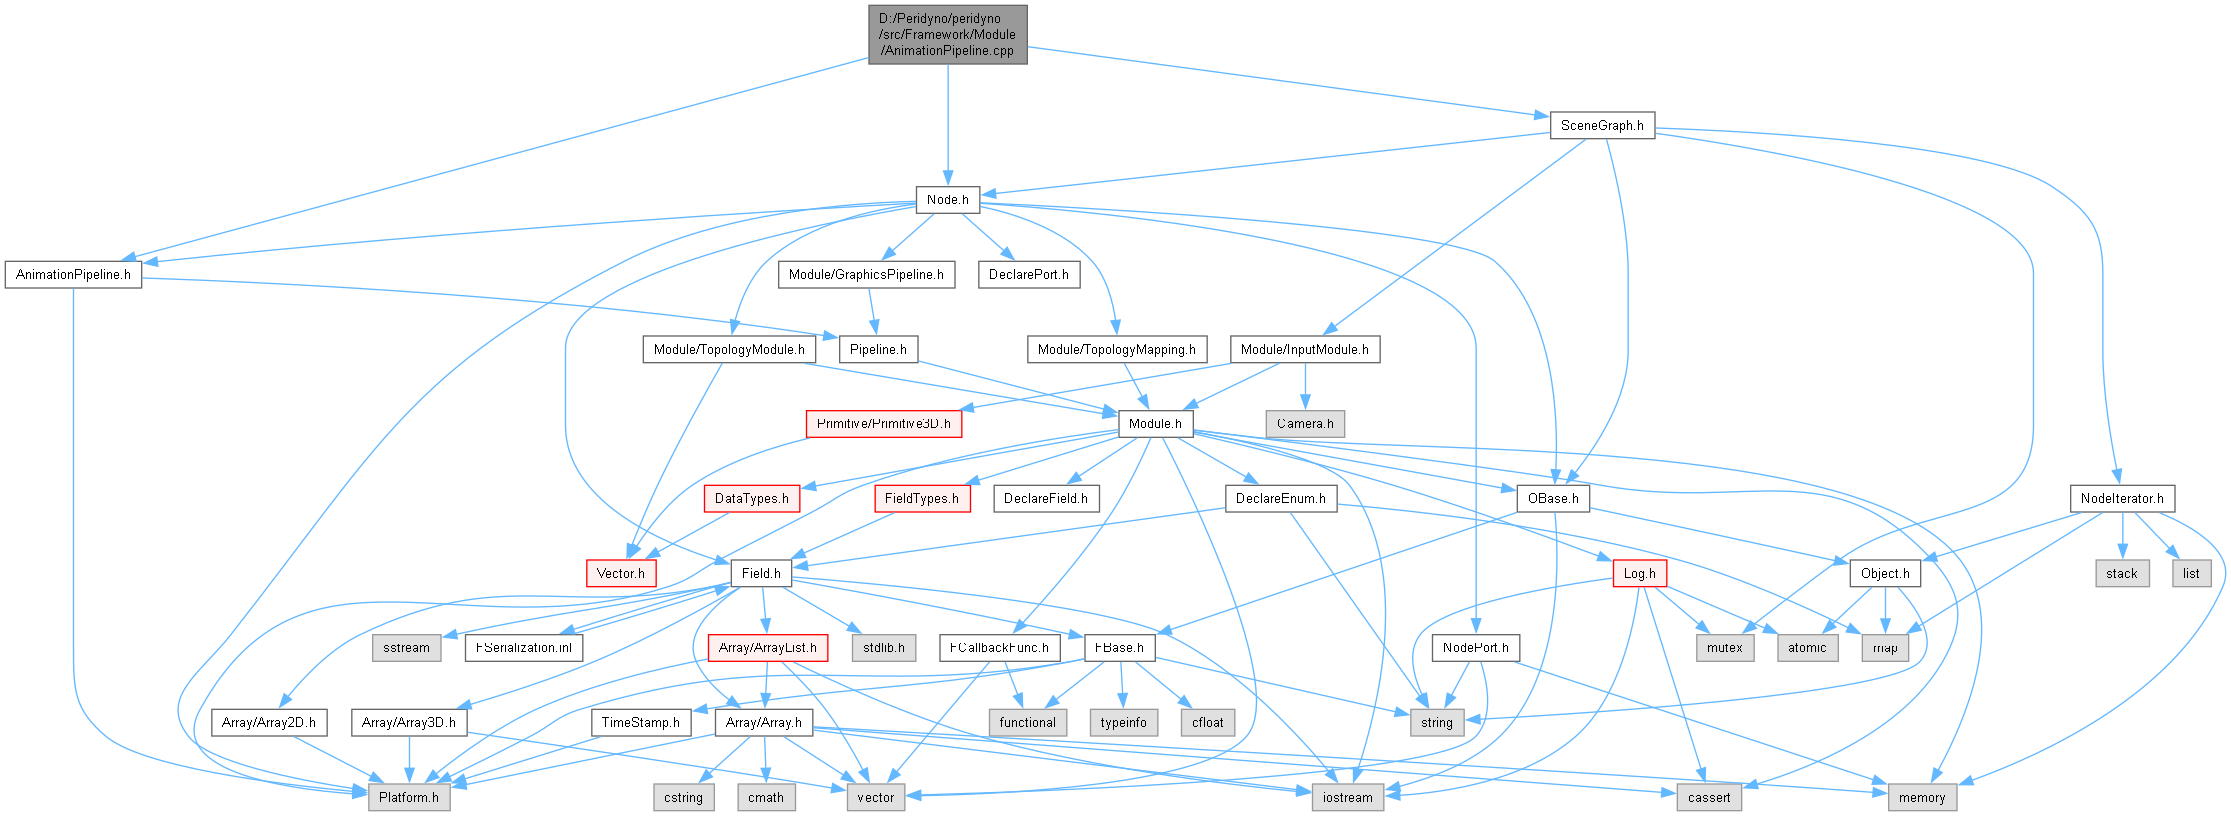 D:/Peridyno/peridyno
/src/Framework/Module
/AnimationPipeline.cpp
SceneGraph.h
Node.h
AnimationPipeline.h
Module/GraphicsPipeline.h
DeclarePort.h
Module/TopologyModule.h
Pipeline.h
Module/TopologyMapping.h
Module/InputModule.h
Primitive/Primitive3D.h
Module.h
Camera.h
DataTypes.h
FieldTypes.h
DeclareField.h
DeclareEnum.h
OBase.h
NodeIterator.h
Vector.h
Field.h
Log.h
Object.h
stack
list
sstream
FSerialization.inl
Array/ArrayList.h
stdlib.h
FCallbackFunc.h
FBase.h
NodePort.h
mutex
atomic
map
Array/Array2D.h
Array/Array3D.h
TimeStamp.h
Array/Array.h
functional
typeinfo
cfloat
string
Platform.h
cstring
cmath
vector
iostream
cassert
memory